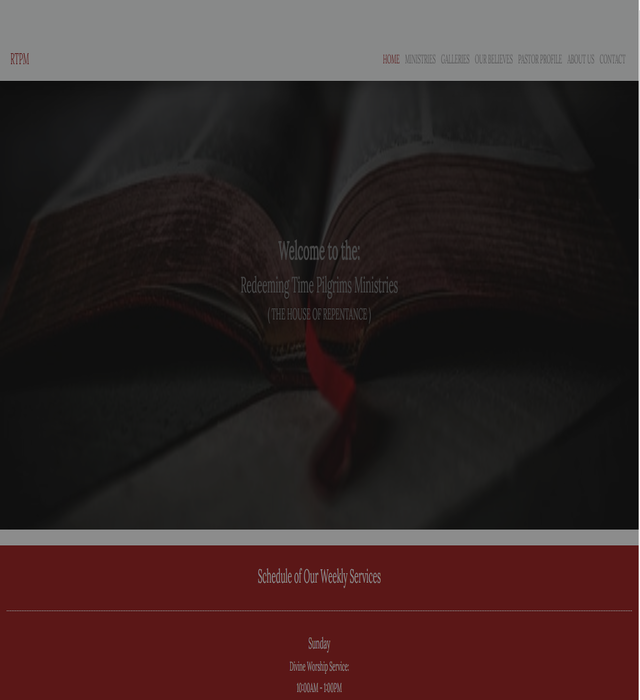 RTPM
HOME MINISTRIES GALLERIES OUR BELIEVES PASTOR PROFILE ABOUT US CONTACT
Welcome to the:
Redeeming Time Pilgrims Ministries
( THE HOUSE OF REPENTANCE )
Schedule of Our Weekly Services
Sunday
Divine Worship Service:
10:00AM - 1:00PM